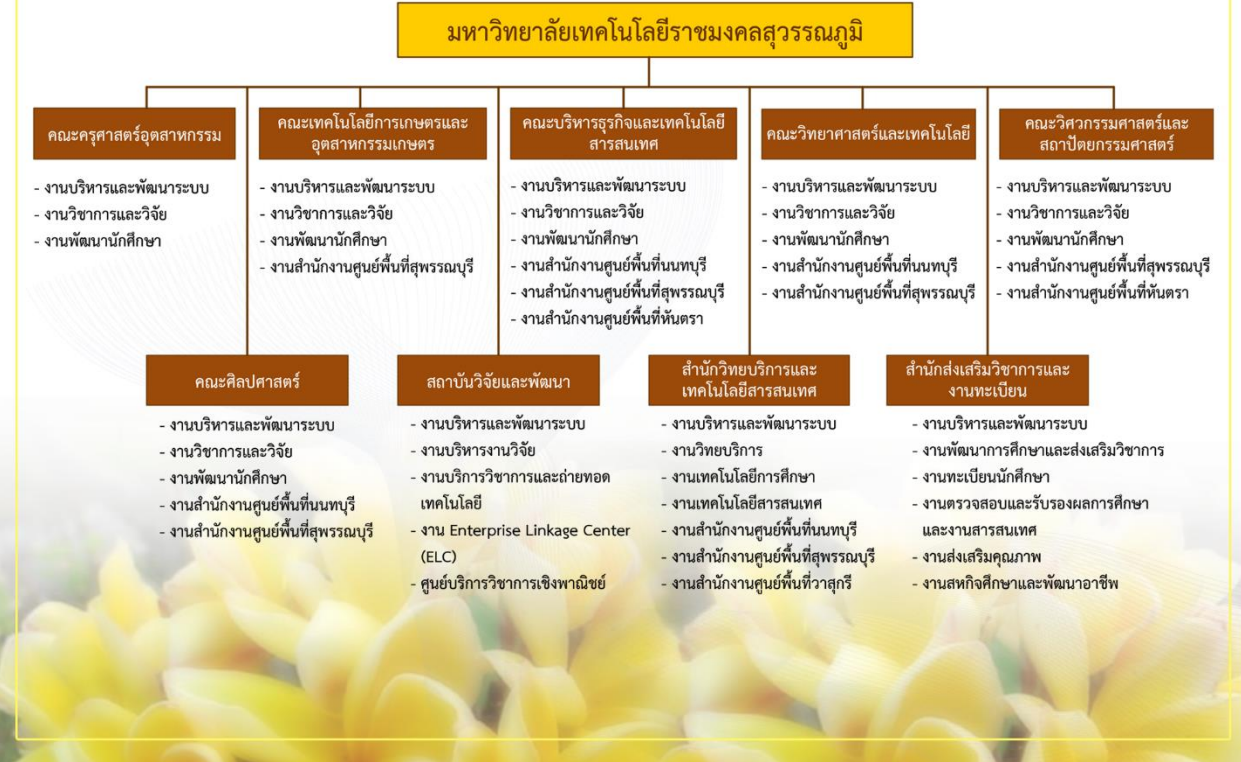 มหาวิทยาลัยเทคโนโลยีราชมงคลสุวรรณภูมิ
คณะครุศาสตร์อุตสาหกรรม
- งานบริหารและพัฒนาระบบ
- งานวิชาการและวิจัย
- งานพัฒนานักศึกษา
คณะเทคโนโลยีการเกษตรและ
อุตสาหกรรมเกษตร
- งานบริหารและพัฒนาระบบ
- งานวิชาการและวิจัย
- งานพัฒนานักศึกษา
- งานสำนักงานศูนย์พื้นที่สุพรรณบุรี
คณะบริหารธุรกิจและเทคโนโลยี
สารสนเทศ
- งานบริหารและพัฒนาระบบ
- งานวิชาการและวิจัย
- งานพัฒนานักศึกษา
- งานสำนักงานศูนย์พื้นที่นนทบุรี
- งานสำนักงานศูนย์พื้นที่สุพรรณบุรี
- งานสำนักงานศูนย์พื้นที่หันตรา
คณะวิทยาศาสตร์และเทคโนโลยี
- งานบริหารและพัฒนาระบบ
- งานวิชาการและวิจัย
- งานพัฒนานักศึกษา
- งานสำนักงานศูนย์พื้นที่นนทบุรี
- งานสำนักงานศูนย์พื้นที่สุพรรณบุรี
คณะวิศวกรรมศาสตร์และ
สถาปัตยกรรมศาสตร์
- งานบริหารและพัฒนาระบบ
- งานวิชาการและวิจัย
- งานพัฒนานักศึกษา
- งานสำนักงานศูนย์พื้นที่สุพรรณบุรี
- งานสำนักงานศูนย์พื้นที่หันตรา
คณะศิลปศาสตร์
- งานบริหารและพัฒนาระบบ
- งานวิชาการและวิจัย
- งานพัฒนานักศึกษา
- งานสำนักงานศูนย์พื้นที่นนทบุรี
- งานสำนักงานศูนย์พื้นที่สุพรรณบุรี
สถาบันวิจัยและพัฒนา
- งานบริหารและพัฒนาระบบ
- งานบริหารงานวิจัย
- งานบริการวิชาการและถ่ายทอด
เทคโนโลยี
- งาน Enterprise Linkage Center
(ELC)
- ศูนย์บริการวิชาการเชิงพาณิชย์
สำนักวิทยบริการและ
เทคโนโลยีสารสนเทศ
- งานบริหารและพัฒนาระบบ
- งานวิทยบริการ
- งานเทคโนโลยีการศึกษา
- งานเทคโนโลยีสารสนเทศ
- งานสำนักงานศูนย์พื้นที่นนทบุรี
- งานสำนักงานศูนย์พื้นที่สุพรรณบุรี
- งานสำนักงานศูนย์พื้นที่วาสุกรี
สำนักส่งเสริมวิชาการและ
งานทะเบียน
- งานบริหารและพัฒนาระบบ
- งานพัฒนาการศึกษาและส่งเสริมวิชาการ
- งานทะเบียนนักศึกษา
- งานตรวจสอบและรับรองผลการศึกษา
และงานสารสนเทศ
- งานส่งเสริมคุณภาพ
- งานสหกิจศึกษาและพัฒนาอาชีพ